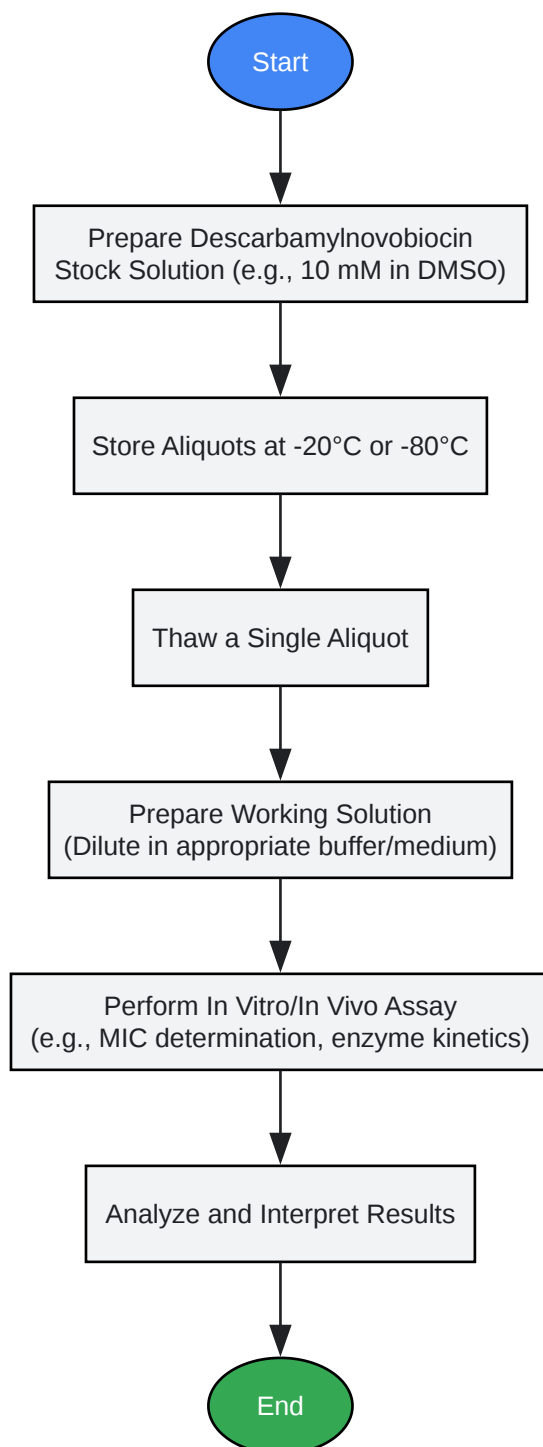 Start
Prepare Descarbamylnovobiocin
Stock Solution (e.g., 10 mM in DMSO)
Store Aliquots at -20°C or -80°C
Thaw a Single Aliquot
Prepare Working Solution
(Dilute in appropriate buffer/medium)
Perform In Vitro/In Vivo Assay
(e.g., MIC determination, enzyme kinetics)
Analyze and Interpret Results
End